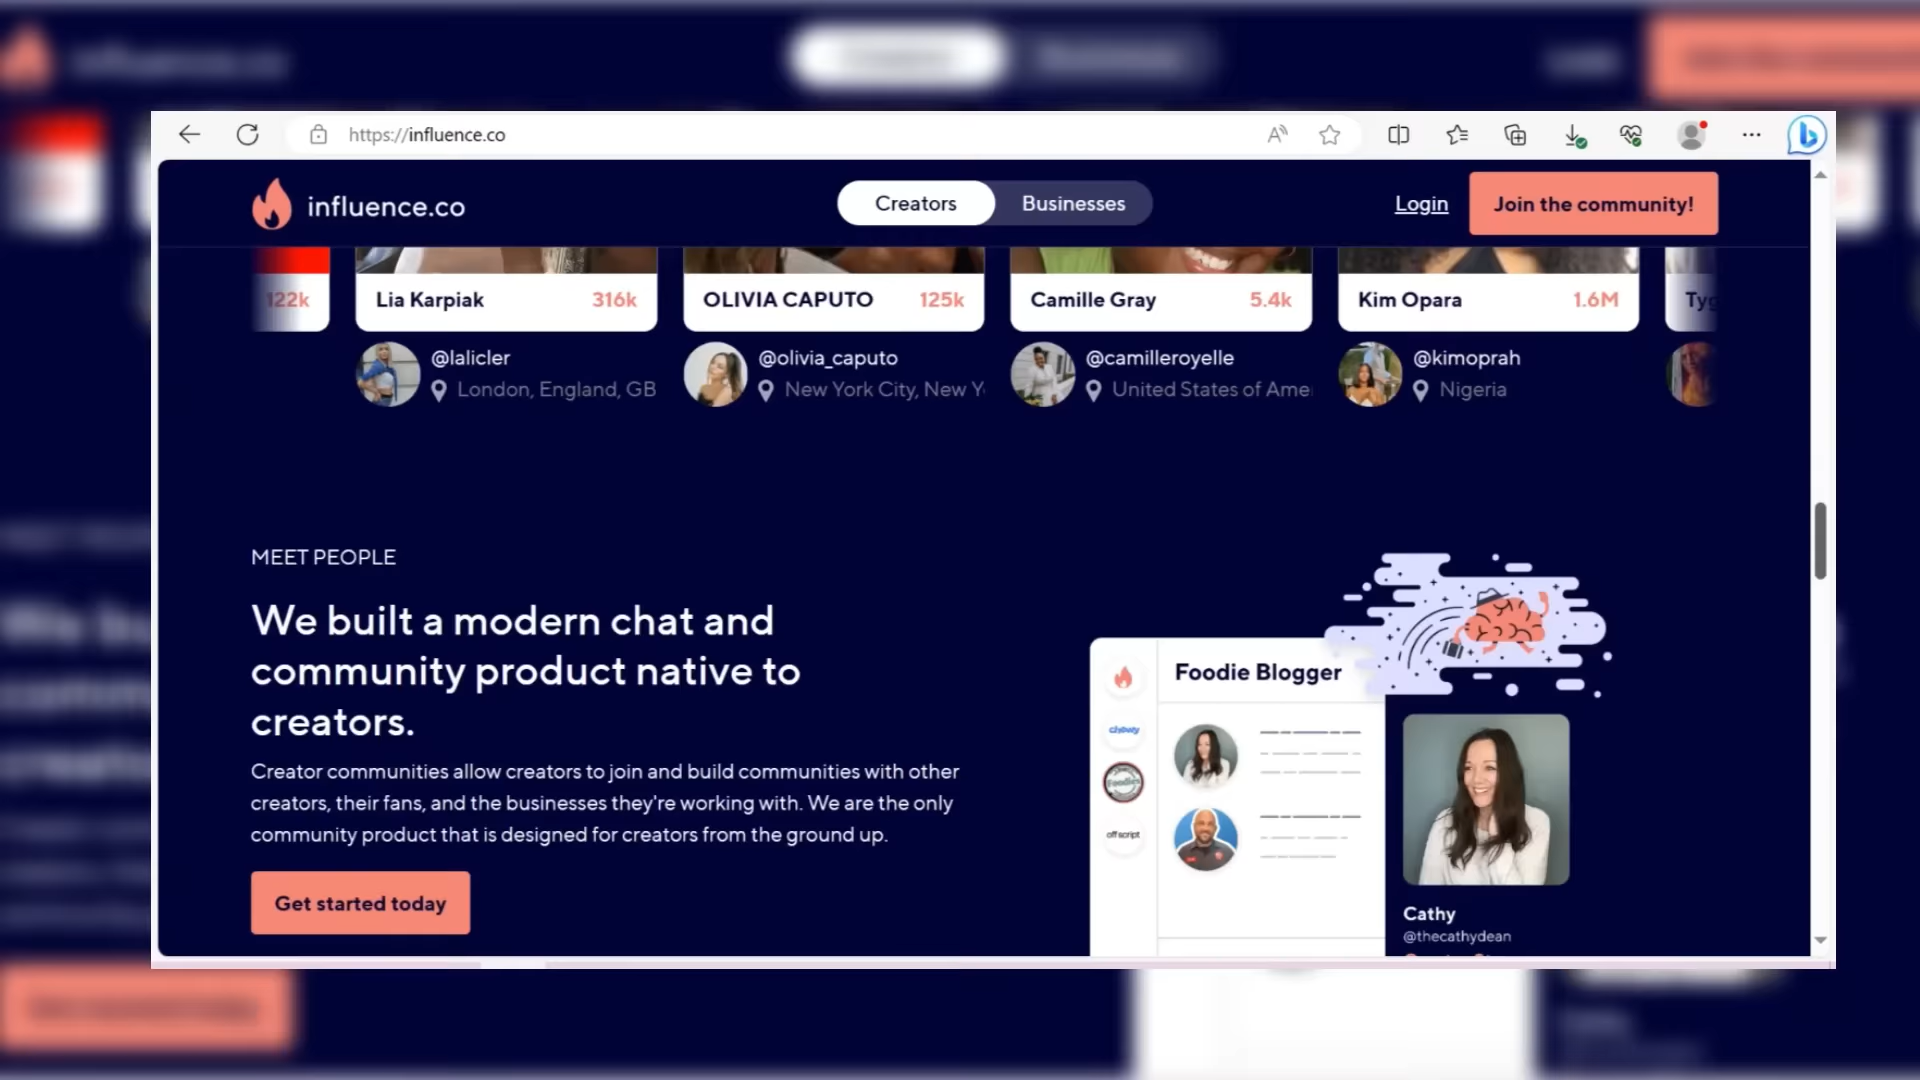 https://influence.co
influence.co
Creators
Businesses
Login
Join the community!
122k
Lia Karpiak 316k
OLIVIA CAPUTO 125k
Camille Gray 5.4k
Kim Opara 1.6M
Tyg
@lalicler
London, England, GB
@olivia_caputo
New York City, New Y
@camilleroyelle
United States of Ame
@kimoprah
Nigeria
MEET PEOPLE
We built a modern chat and
community product native to
creators.
Creator communities allow creators to join and build communities with other
creators, their fans, and the businesses they're working with. We are the only
community product that is designed for creators from the ground up.
Get started today
Foodie Blogger
chewy
Foodies
offscript
Cathy
@thecathydean